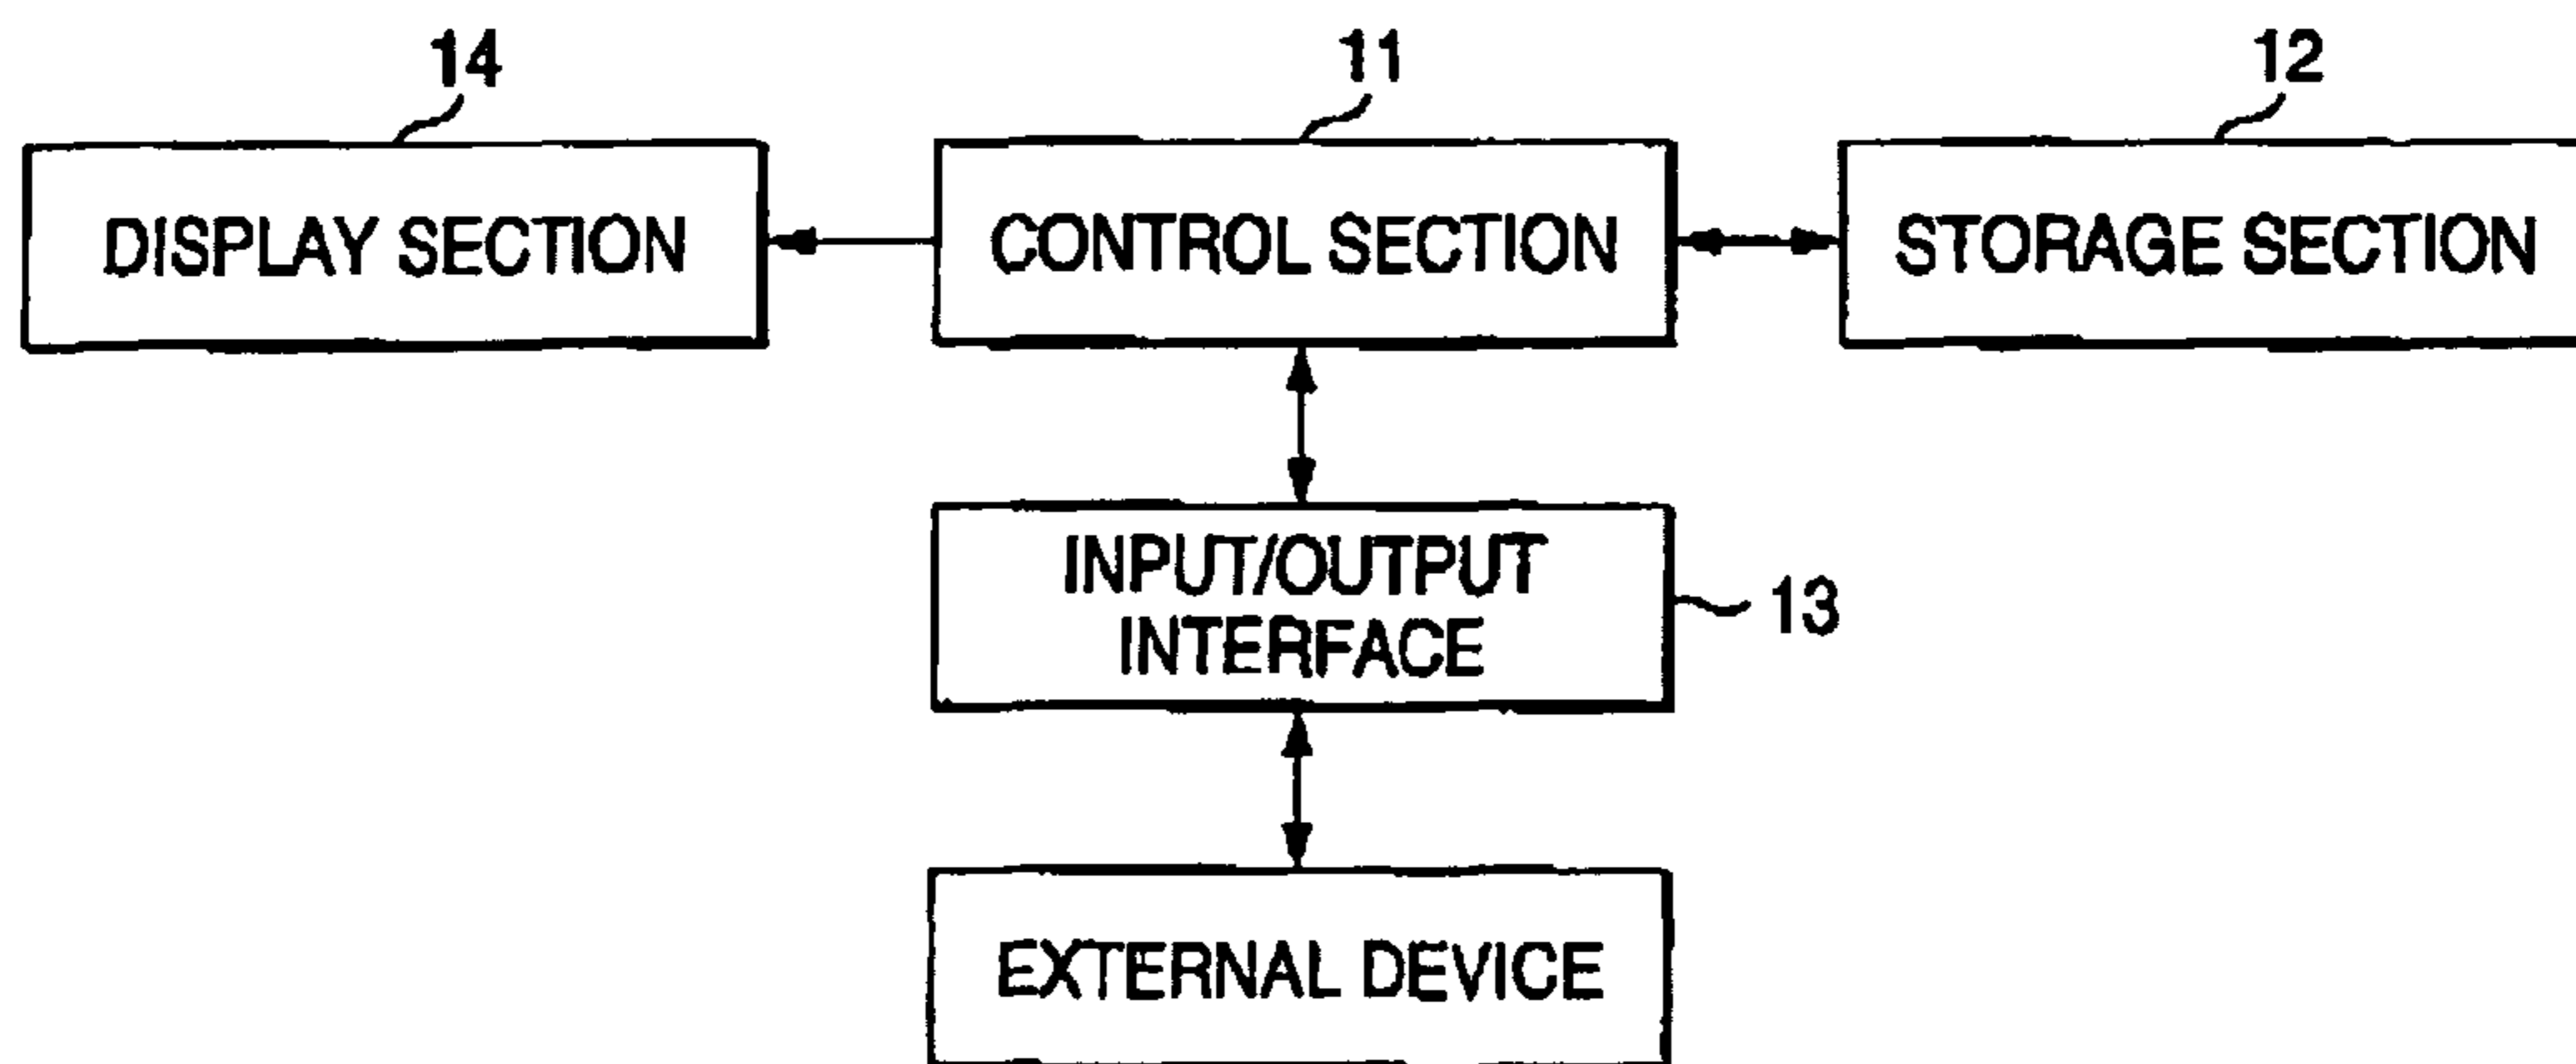 14
11
12
DISPLAY SECTION
CONTROL SECTION
STORAGE SECTION
INPUT/OUTPUT
INTERFACE
13
EXTERNAL DEVICE